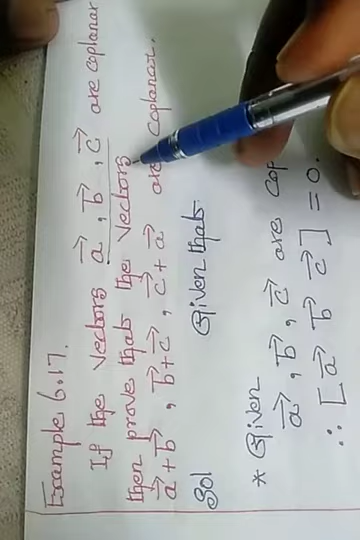 Example 6.17.
If the vectors a⃗, b⃗, c⃗ are coplanar
then prove that the vectors
a⃗+b⃗, b⃗+c⃗, c⃗+a⃗ are coplanar.
Sol Given that
* Given
a⃗, b⃗, c⃗ are cop
∴ [a⃗ b⃗ c⃗] = 0.